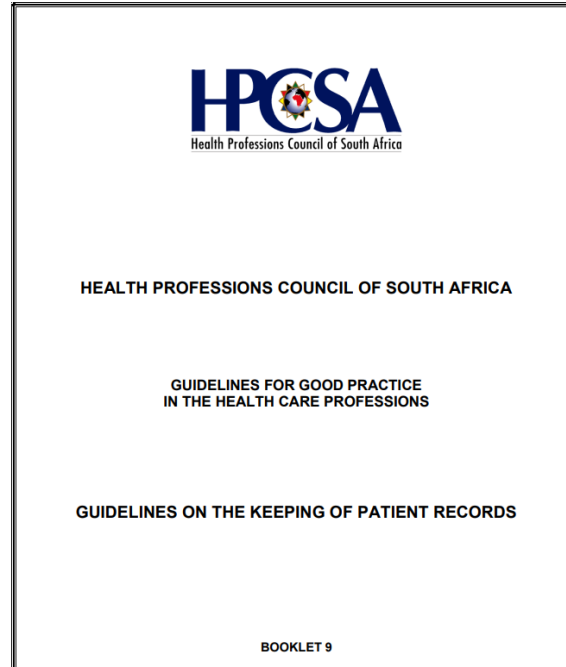 HPCSA
Health Professions Council of South Africa
HEALTH PROFESSIONS COUNCIL OF SOUTH AFRICA
GUIDELINES FOR GOOD PRACTICE
IN THE HEALTH CARE PROFESSIONS
GUIDELINES ON THE KEEPING OF PATIENT RECORDS
BOOKLET 9